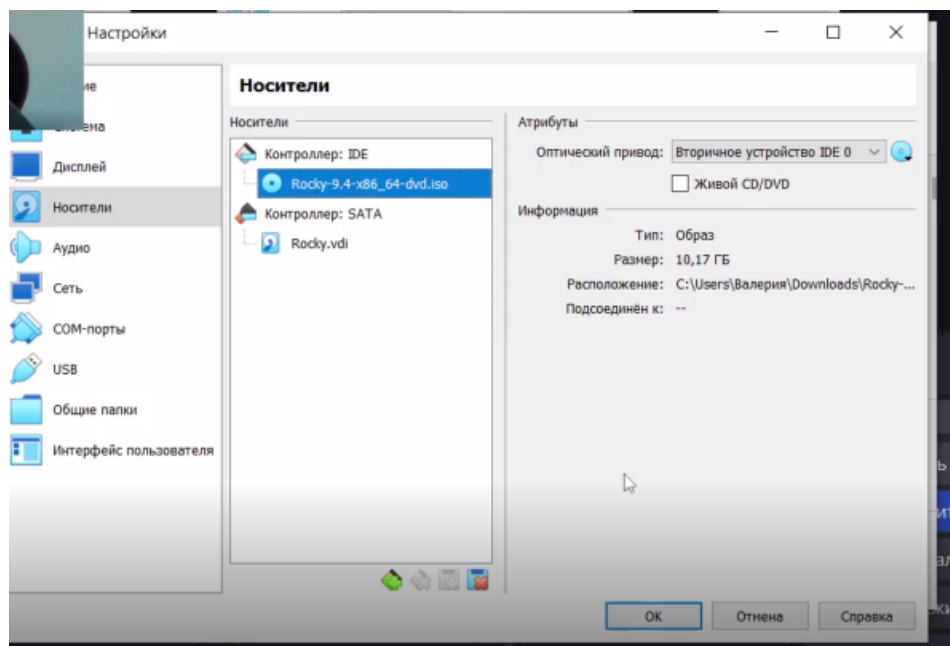 Настройки
Дисплей
Носители
Аудио
Сеть
COM-порты
USB
Общие папки
Интерфейс пользователя
Носители
Носители
Контроллер: IDE
Rocky-9.4-x86_64-dvd.iso
Контроллер: SATA
Rocky.vdi
Атрибуты
Оптический привод: Вторичное устройство IDE 0
Живой CD/DVD
Информация
Тип: Образ
Размер: 10,17 ГБ
Расположение: C:\Users\Валерия\Downloads\Rocky-...
Подсоединён к: --
OK
Отмена
Справка